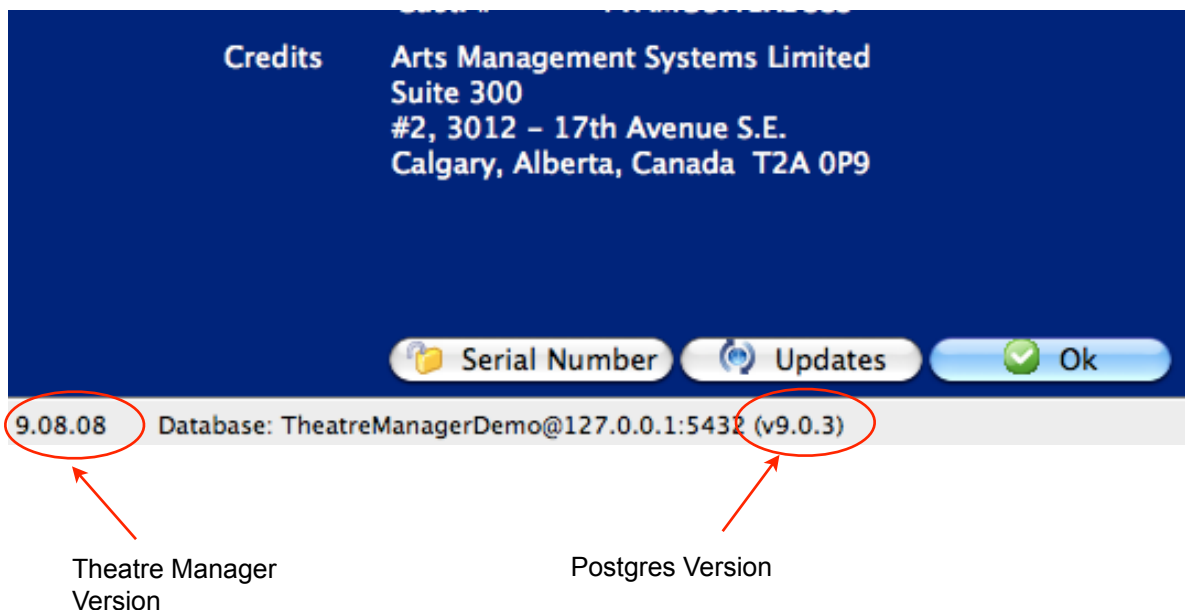 Credits Arts Management Systems Limited
Suite 300
#2, 3012 – 17th Avenue S.E.
Calgary, Alberta, Canada T2A 0P9
Serial Number Updates Ok
9.08.08 Database: TheatreManagerDemo@127.0.0.1:5432 (v9.0.3)
Theatre Manager Postgres Version
Version